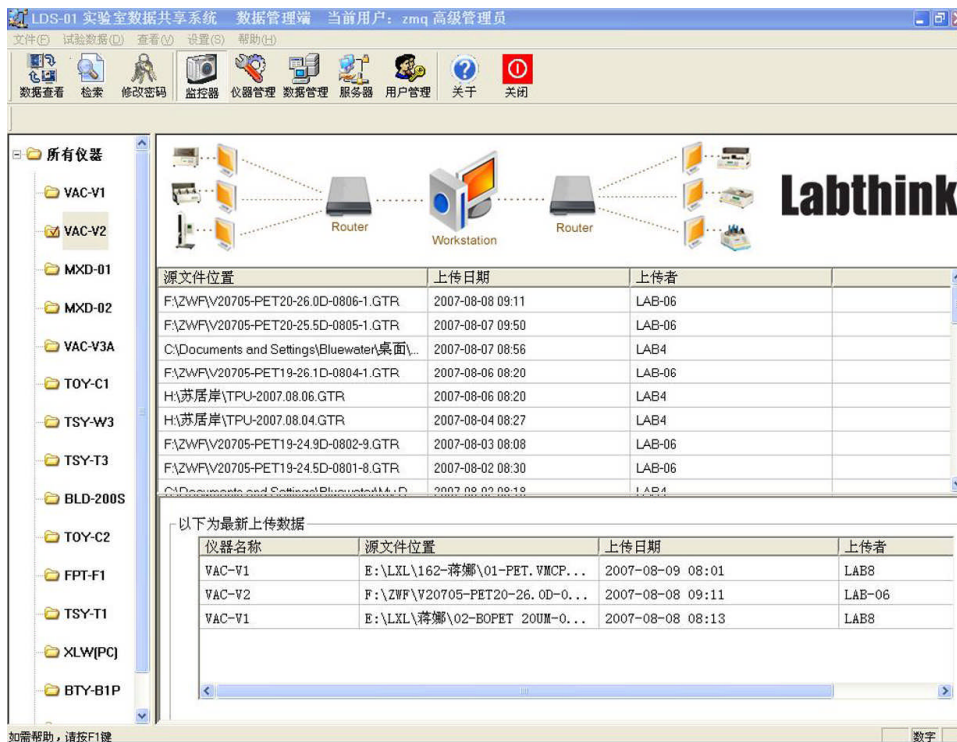 LDS-01 实验室数据共享系统 数据管理端 当前用户：zmq 高级管理员
文件(F) 试验数据(D) 查看(V) 设置(S) 帮助(H)
数据查看 检索 修改密码 监控器 仪器管理 数据管理 服务器 用户管理 关于 关闭
所有仪器
VAC-V1
VAC-V2
MXD-01
MXD-02
VAC-V3A
TOY-C1
TSY-W3
TSY-T3
BLD-200S
TOY-C2
FPT-F1
TSY-T1
XLW(PC)
BTY-B1P
Router
Workstation
Router
Labthink
源文件位置 上传日期 上传者
F:\ZWF\V20705-PET20-26.0D-0806-1.GTR 2007-08-08 09:11 LAB-06
F:\ZWF\V20705-PET20-25.5D-0805-1.GTR 2007-08-07 09:50 LAB-06
C:\Documents and Settings\Bluewater\桌面\... 2007-08-07 08:56 LAB4
F:\ZWF\V20705-PET19-26.1D-0804-1.GTR 2007-08-06 08:20 LAB-06
H:\苏居岸\TPU-2007.08.06.GTR 2007-08-06 08:20 LAB4
H:\苏居岸\TPU-2007.08.04.GTR 2007-08-04 08:27 LAB4
F:\ZWF\V20705-PET19-24.9D-0802-9.GTR 2007-08-03 08:08 LAB-06
F:\ZWF\V20705-PET19-24.5D-0801-8.GTR 2007-08-02 08:30 LAB-06
以下为最新上传数据
仪器名称 源文件位置 上传日期 上传者
VAC-V1 E:\LXL\162-蒋娜\01-PET.VMCP... 2007-08-09 08:01 LAB8
VAC-V2 F:\ZWF\V20705-PET20-26.0D-0... 2007-08-08 09:11 LAB-06
VAC-V1 E:\LXL\蒋娜\02-BOPET 20UM-0... 2007-08-08 08:13 LAB8
如需帮助，请按F1键 数字